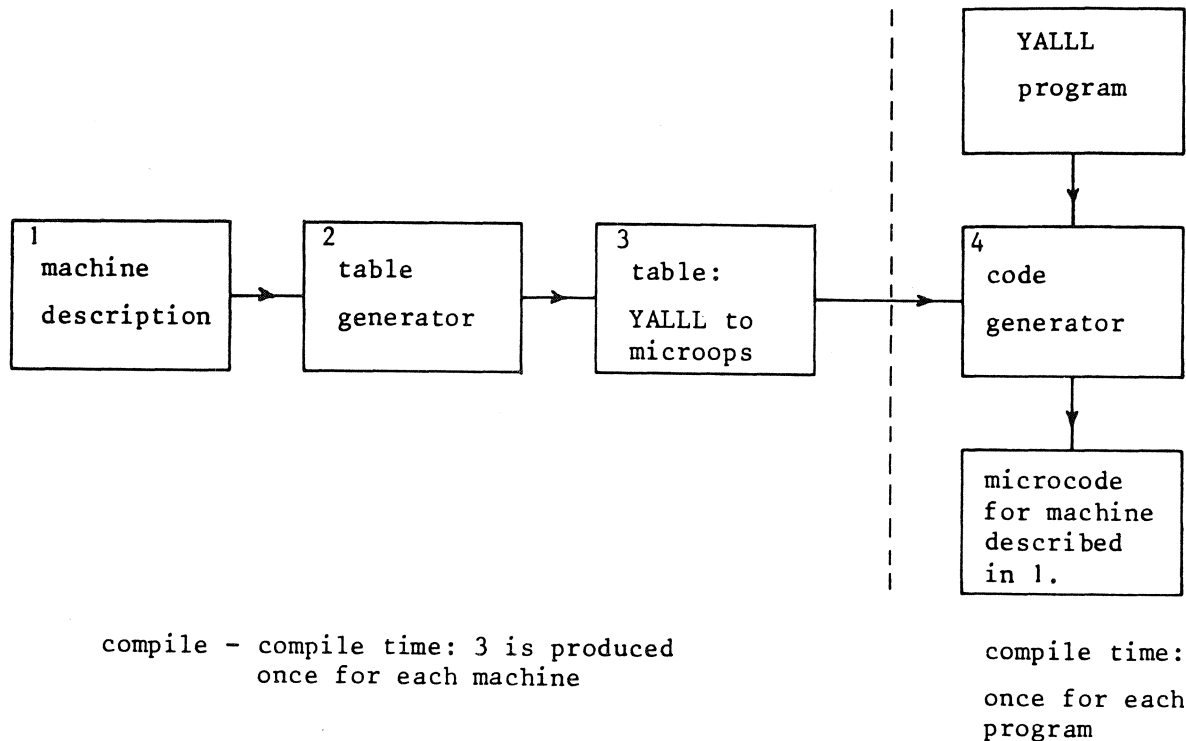 YALLL
program
1
machine
description
2
table
generator
3
table:
YALLL to
microops
4
code
generator
microcode
for machine
described
in 1.
compile - compile time: 3 is produced
once for each machine
compile time:
once for each
program